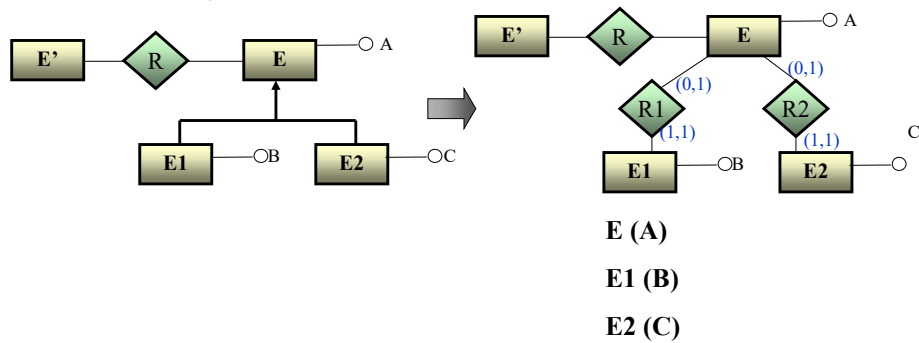 E’
R
E
A
E1
B
E2
C
E’
R
E
A
(0,1)
(0,1)
R1
R2
(1,1)
(1,1)
E1
B
E2
C
E (A)
E1 (B)
E2 (C)